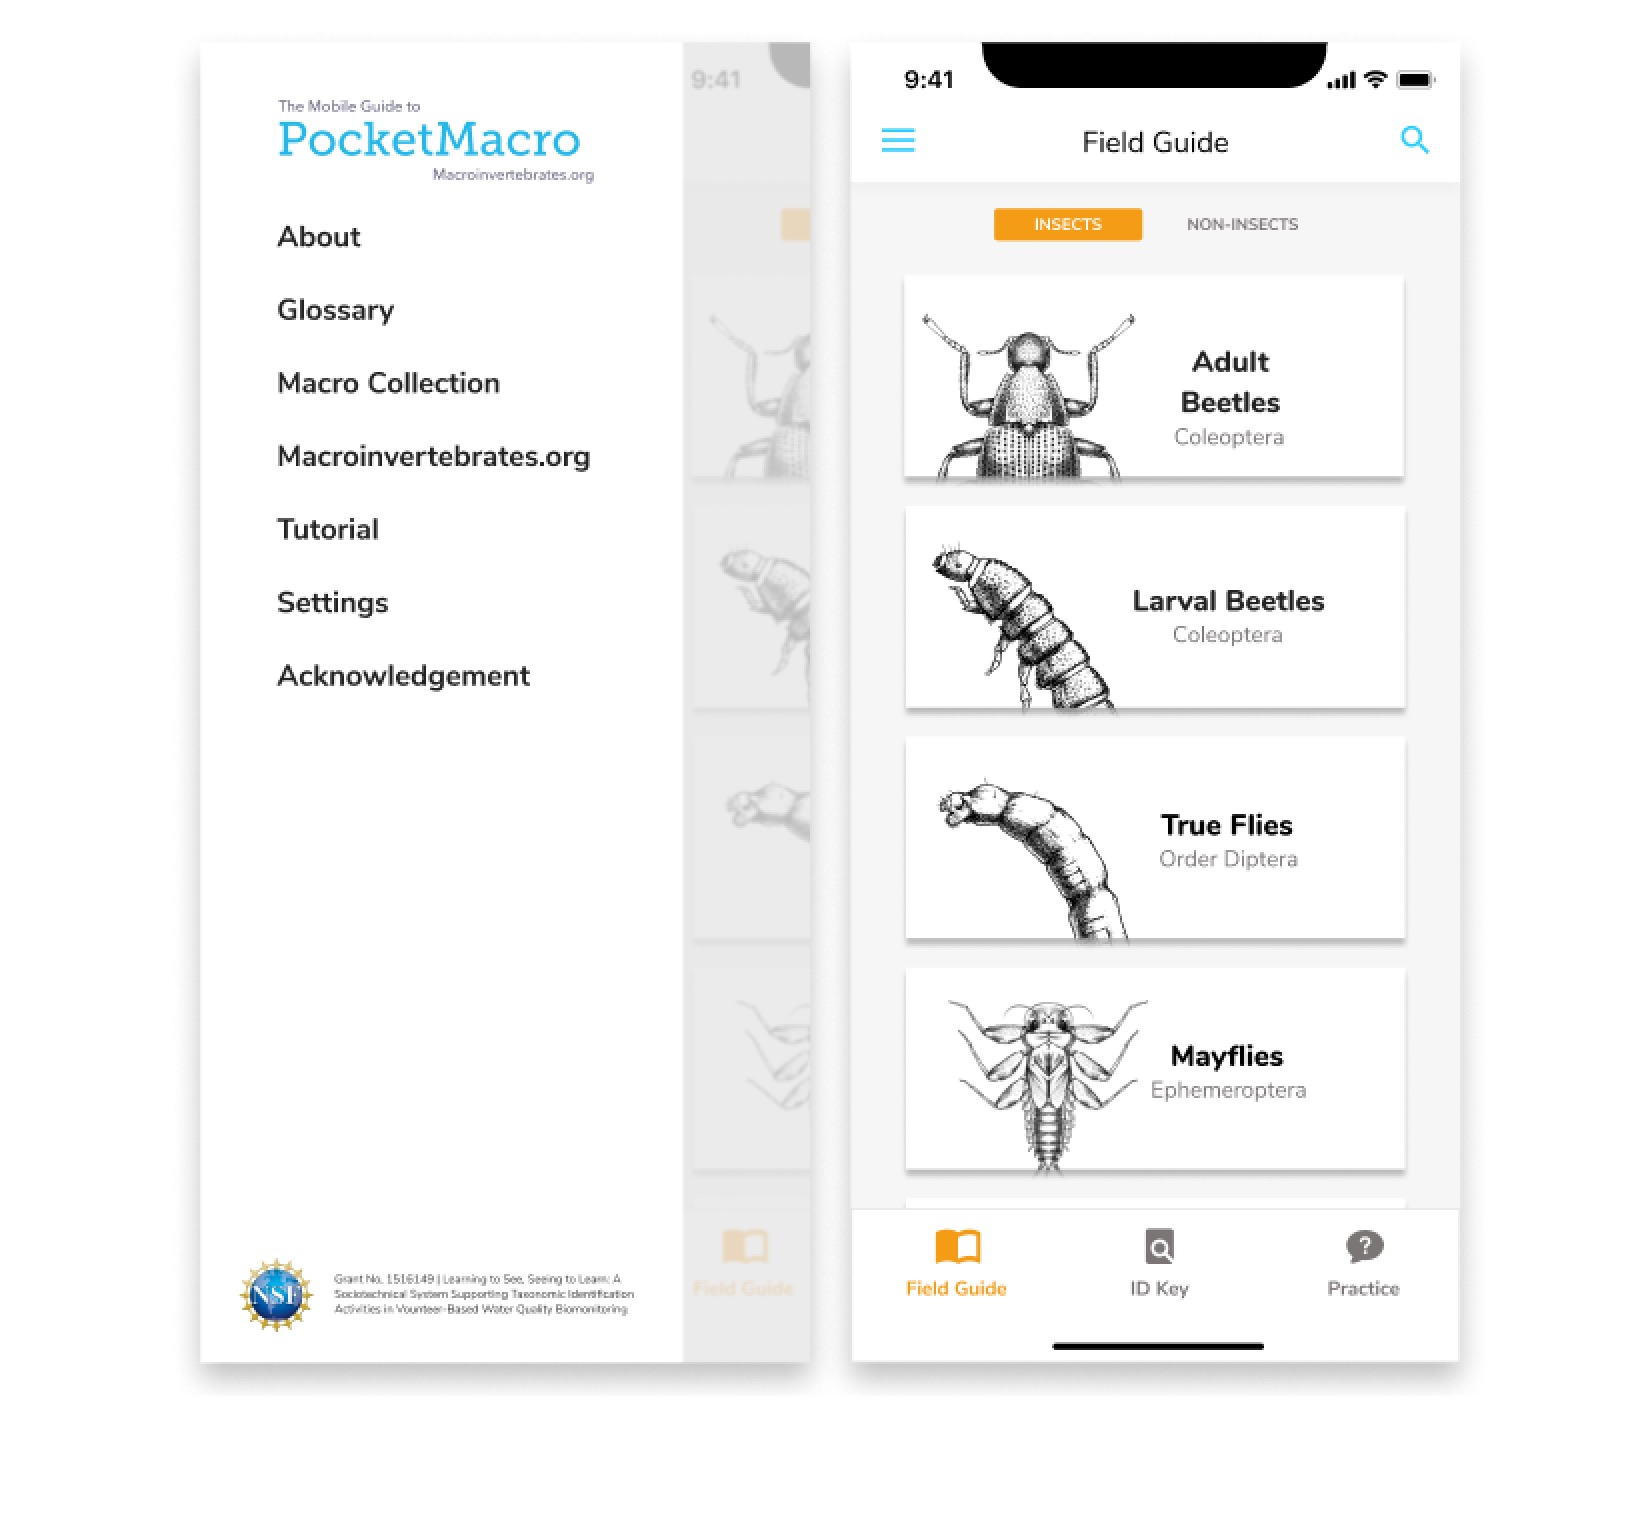 The Mobile Guide to
PocketMacro
Macroinvertebrates.org
About
Glossary
Macro Collection
Macroinvertebrates.org
Tutorial
Settings
Acknowledgement
NSF
Grant No. 1516149 | Learning to See, Seeing to Learn: A
Sociotechnical System Supporting Taxonomic Identification
Activities in Vounteer-Based Water Quality Biomonitoring
9:41
Field Guide
9:41
Field Guide
INSECTS
NON-INSECTS
Adult
Beetles
Coleoptera
Larval Beetles
Coleoptera
True Flies
Order Diptera
Mayflies
Ephemeroptera
Field Guide
ID Key
Practice